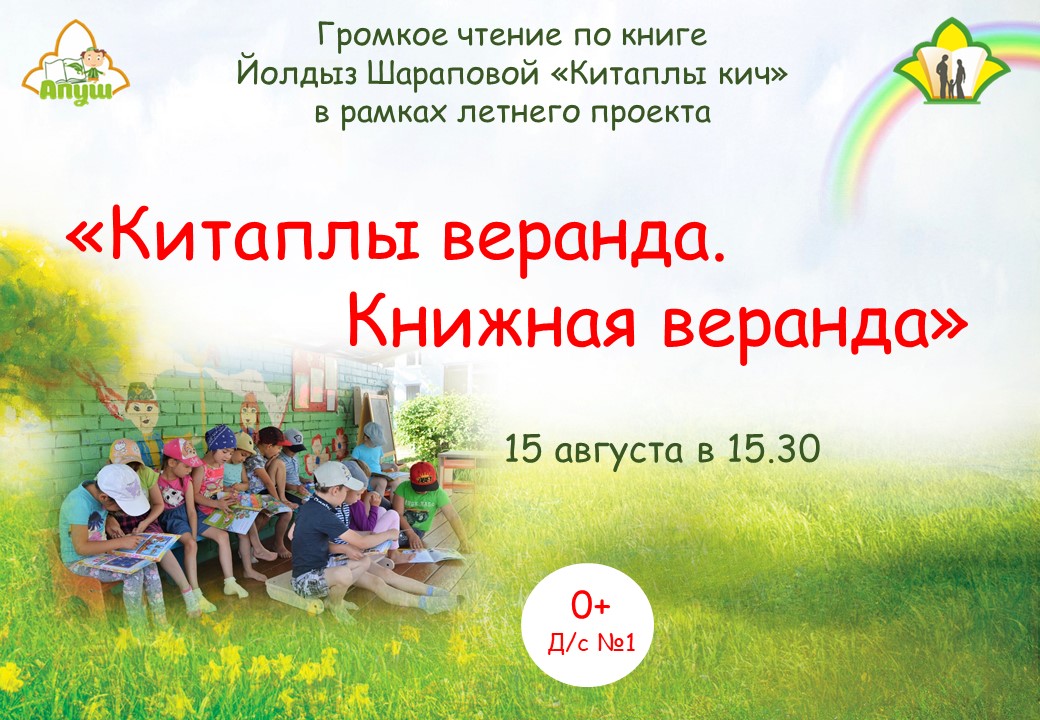 Громкое чтение по книге
Йолдыз Шараповой «Китаплы кич»
в рамках летнего проекта
Апуш
«Китаплы веранда.
Книжная веранда»
15 августа в 15.30
0+
Д/с №1